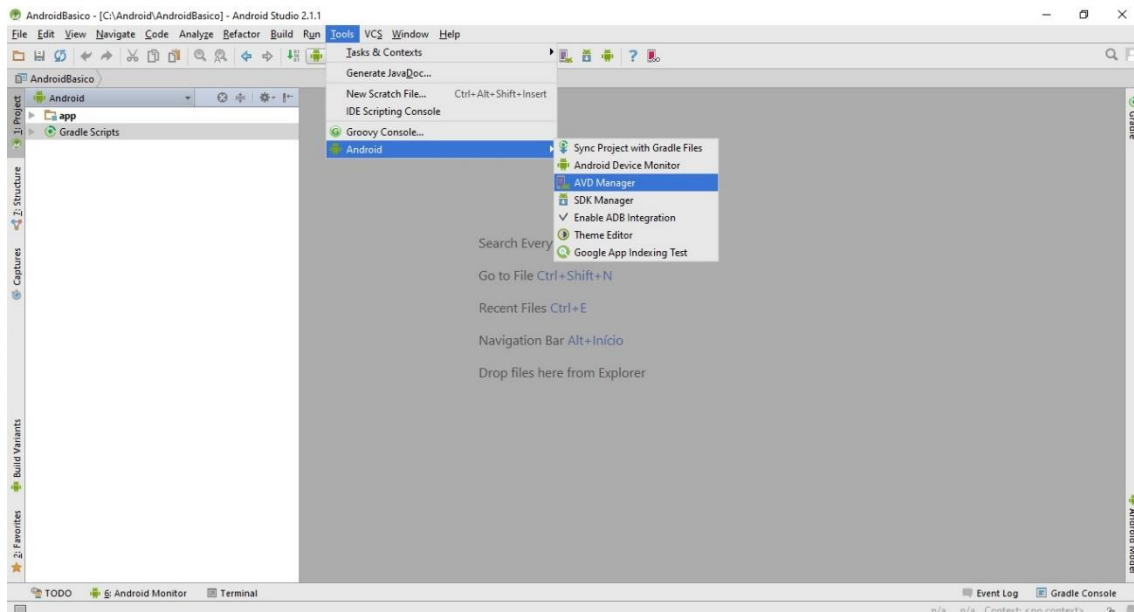 AndroidBasico - [C:\Android\AndroidBasico] - Android Studio 2.1.1
File Edit View Navigate Code Analyze Refactor Build Run Tools VCS Window Help
AndroidBasico
Android
app
Gradle Scripts
Tasks & Contexts
Generate JavaDoc...
New Scratch File... Ctrl+Alt+Shift+Insert
IDE Scripting Console
Groovy Console...
Android
Sync Project with Gradle Files
Android Device Monitor
AVD Manager
SDK Manager
Enable ADB Integration
Theme Editor
Google App Indexing Test
Search Every
Go to File Ctrl+Shift+N
Recent Files Ctrl+E
Navigation Bar Alt+Início
Drop files here from Explorer
1: Project
7: Structure
Captures
Build Variants
2: Favorites
Gradle
Android Model
TODO 6: Android Monitor Terminal
Event Log Gradle Console
n/a n/a Context: <no context>